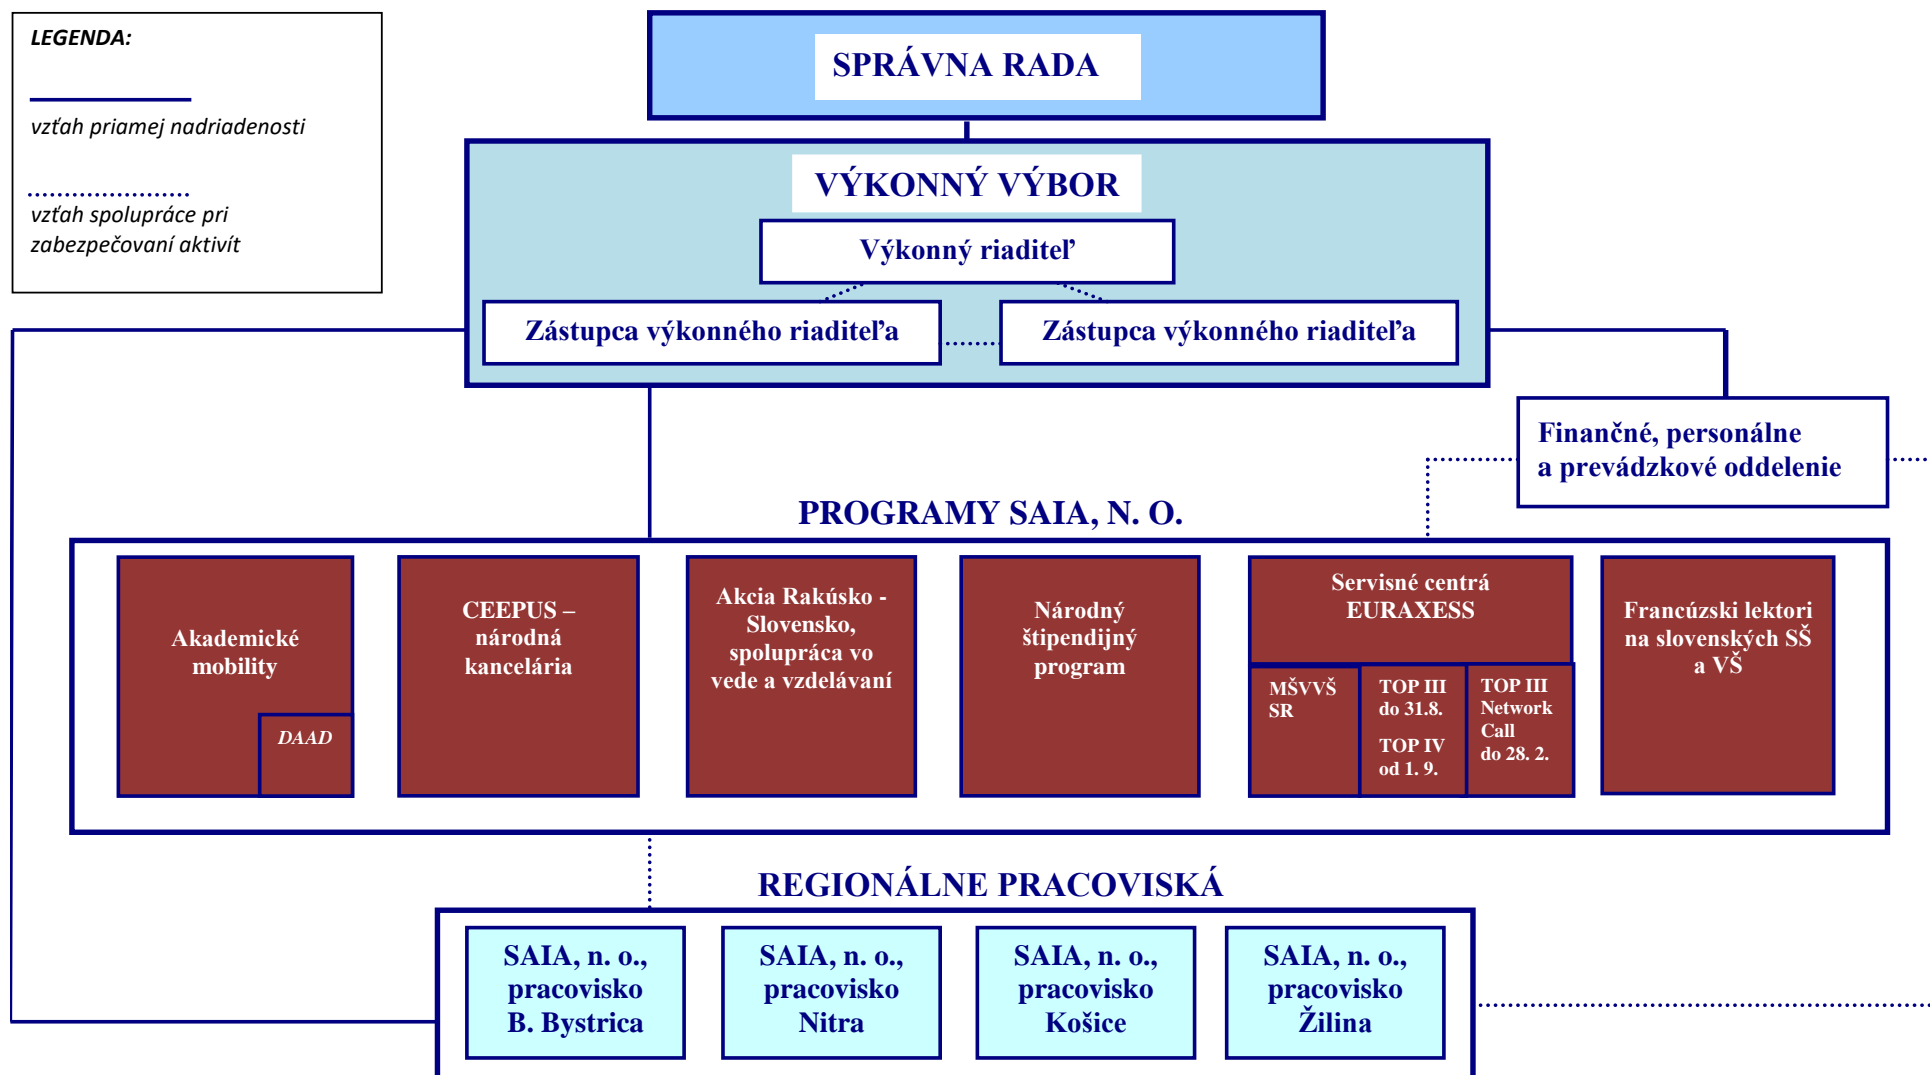 LEGENDA:
vzťah priamej nadriadenosti
vzťah spolupráce pri
zabezpečovaní aktivít
SPRÁVNA RADA
VÝKONNÝ VÝBOR
Výkonný riaditeľ
Zástupca výkonného riaditeľa
Zástupca výkonného riaditeľa
Finančné, personálne
a prevádzkové oddelenie
PROGRAMY SAIA, N. O.
Akademické
mobility
DAAD
CEEPUS –
národná
kancelária
Akcia Rakúsko -
Slovensko,
spolupráca vo
vede a vzdelávaní
Národný
štipendijný
program
Servisné centrá
EURAXESS
MŠVVŠ
SR
TOP III
do 31.8.
TOP IV
od 1. 9.
TOP III
Network
Call
do 28. 2.
Francúzski lektori
na slovenských SŠ
a VŠ
REGIONÁLNE PRACOVISKÁ
SAIA, n. o.,
pracovisko
B. Bystrica
SAIA, n. o.,
pracovisko
Nitra
SAIA, n. o.,
pracovisko
Košice
SAIA, n. o.,
pracovisko
Žilina